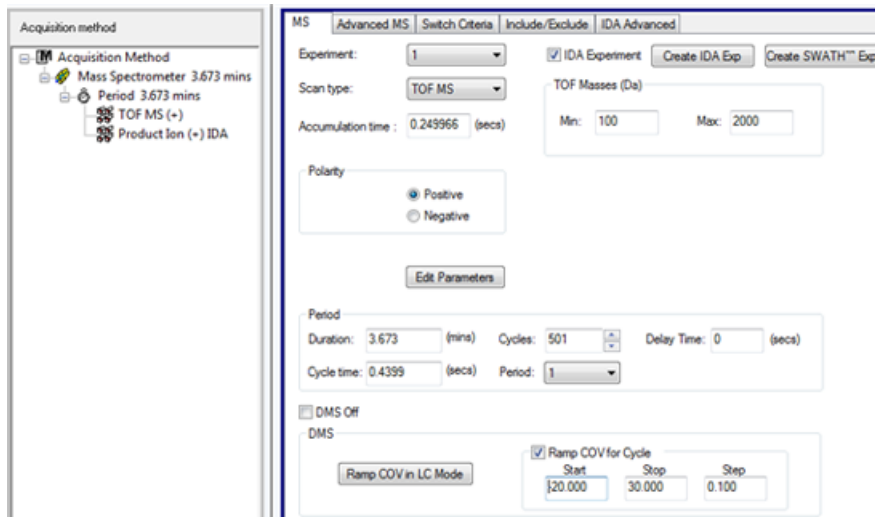 Acquisition method
Acquisition Method
Mass Spectrometer 3.673 mins
Period 3.673 mins
TOF MS (+)
Product Ion (+) IDA
MS Advanced MS Switch Criteria Include/Exclude IDA Advanced
Experiment: 1 IDA Experiment Create IDA Exp Create SWATH™ Exp
Scan type: TOF MS TOF Masses (Da)
Accumulation time : 0.249966 (secs) Min: 100 Max: 2000
Polarity
Positive
Negative
Edit Parameters
Period
Duration: 3.673 (mins) Cycles: 501 Delay Time: 0 (secs)
Cycle time: 0.4399 (secs) Period: 1
DMS Off
DMS
Ramp COV for Cycle
Ramp COV in LC Mode Start Stop Step
-20.000 30.000 0.100